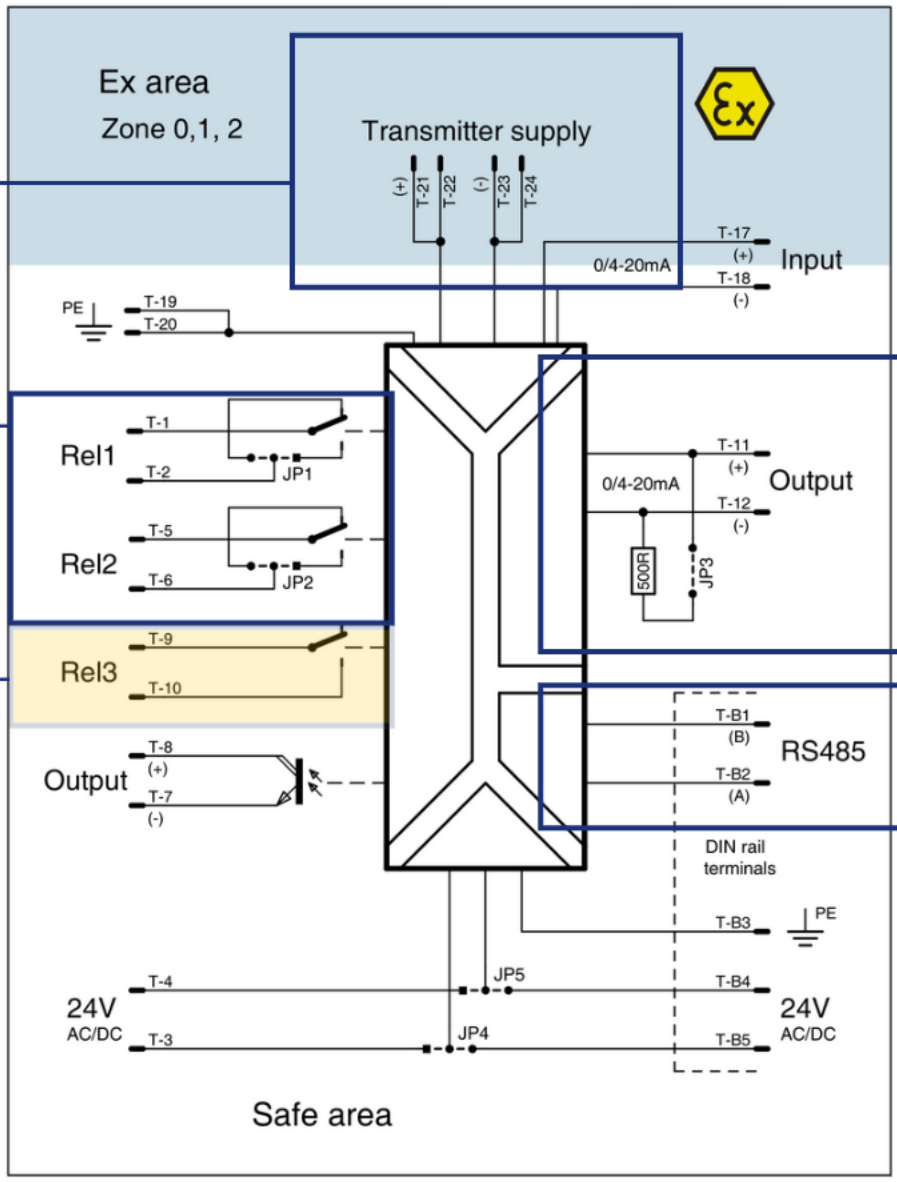 Ex area
Zone 0,1, 2
Ex
Transmitter supply
(+)
T-21
T-22
(-)
T-23
T-24
T-17
(+)
Input
0/4-20mA
T-18
(-)
PE
T-19
T-20
T-1
Rel1
T-2
JP1
T-5
Rel2
T-6
JP2
T-9
Rel3
T-10
T-8
(+)
Output
T-7
(-)
T-11
(+)
0/4-20mA
Output
T-12
(-)
500R
JP3
T-B1
(B)
RS485
T-B2
(A)
DIN rail
terminals
T-B3
PE
T-4
JP5
T-B4
24V
AC/DC
24V
AC/DC
T-3
JP4
T-B5
Safe area